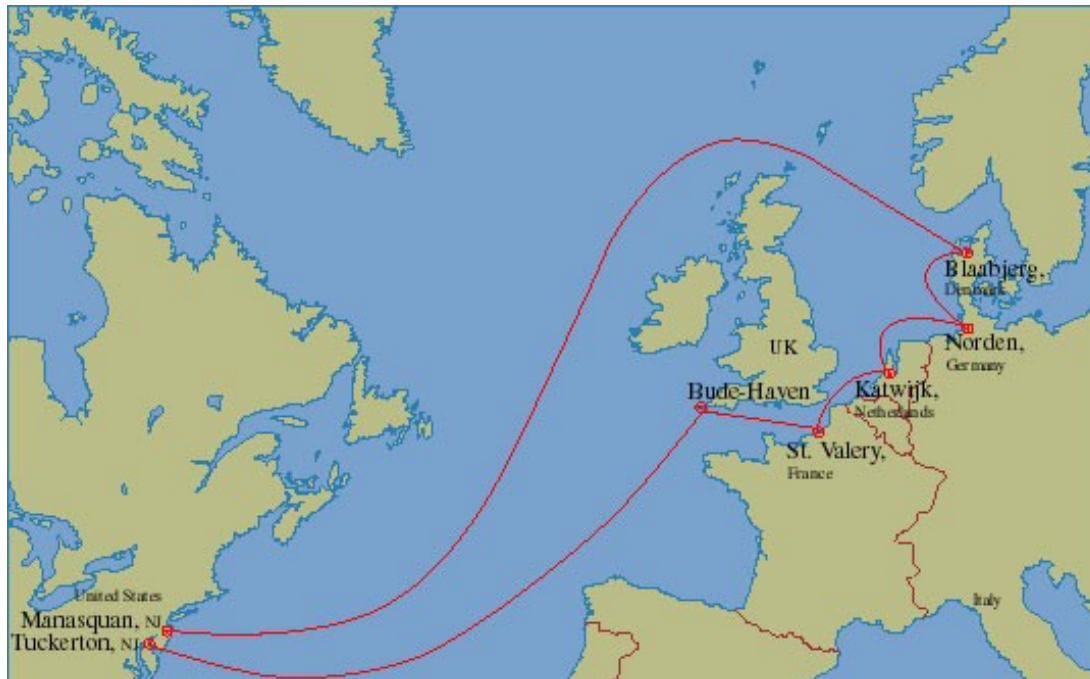 Blaabjerg,
Denmark
UK
Norden,
Germany
Bude-Haven
Katwijk,
Netherlands
St. Valery,
France
United States
Manasquan, NJ
Tuckerton, NJ
Italy